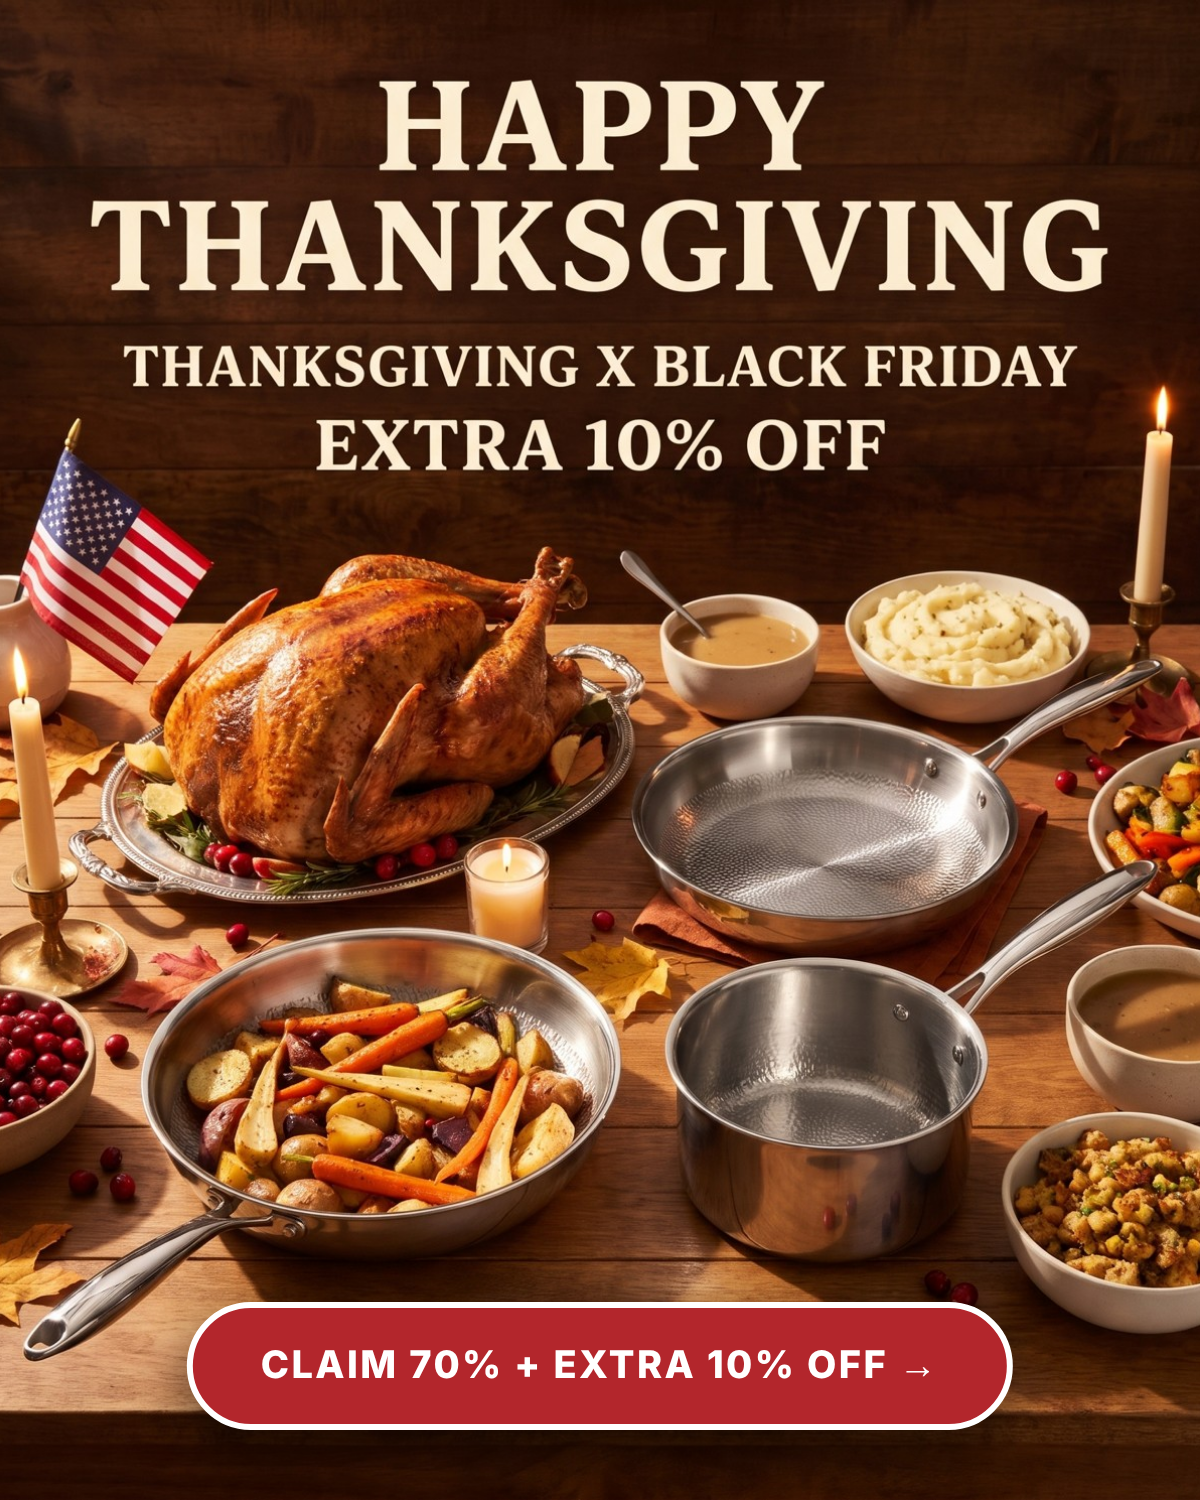 HAPPY
THANKSGIVING
THANKSGIVING X BLACK FRIDAY
EXTRA 10% OFF
CLAIM 70% + EXTRA 10% OFF →